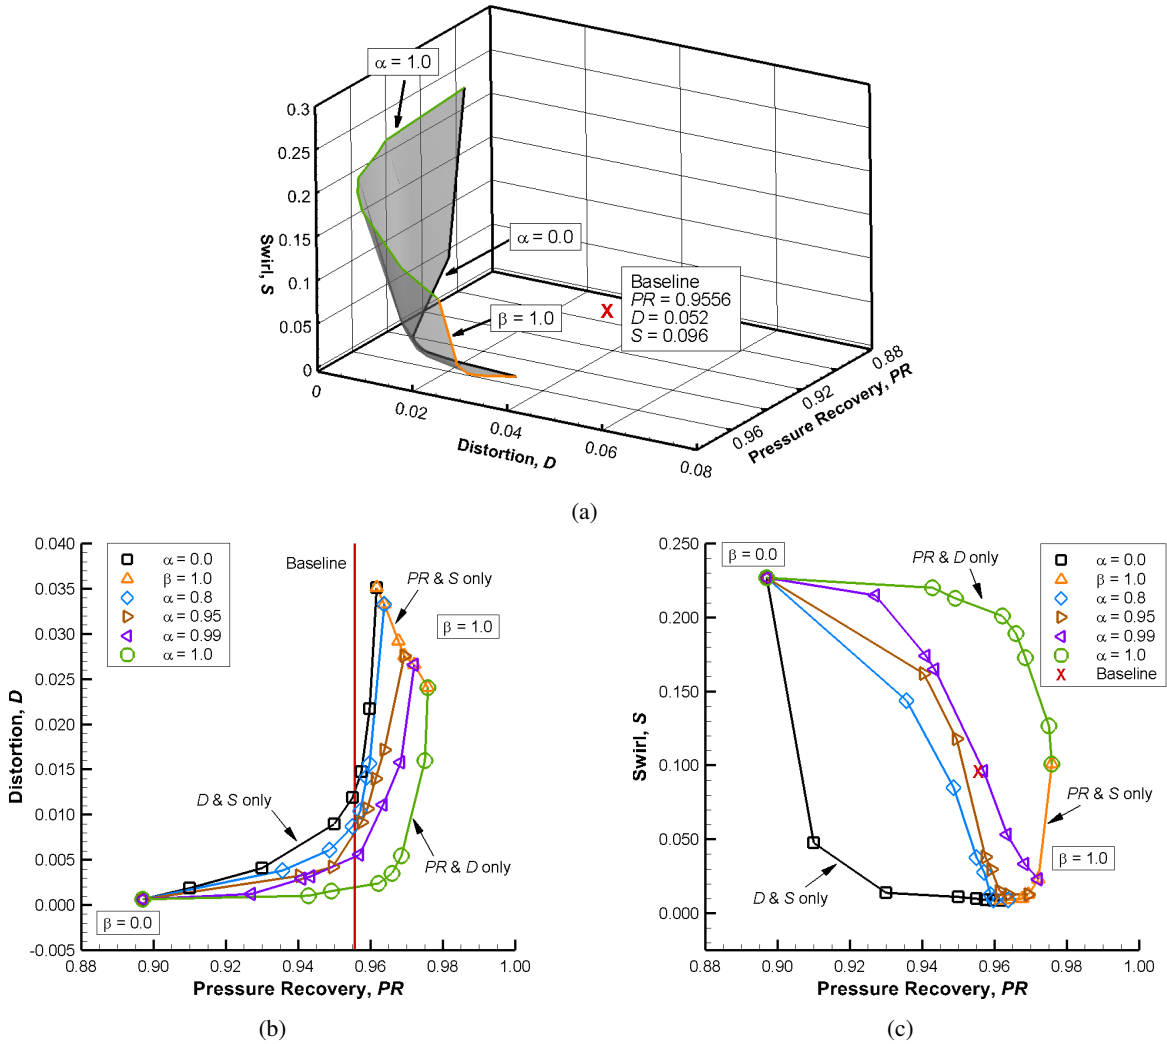 α = 1.0
0.3
0.25
0.2
0.15
0.1
0.05
0
Swirl, S
α = 0.0
β = 1.0
Baseline
PR = 0.9556
D = 0.052
S = 0.096
X
0
0.02
0.04
0.06
0.08
Distortion, D
0.96
0.92
0.88
Pressure Recovery, PR
(a)
0.040
0.035
0.030
0.025
0.020
0.015
0.010
0.005
0.000
-0.005
Distortion, D
α = 0.0
β = 1.0
α = 0.8
α = 0.95
α = 0.99
α = 1.0
Baseline
PR & S only
β = 1.0
D & S only
PR & D only
β = 0.0
0.88
0.90
0.92
0.94
0.96
0.98
1.00
Pressure Recovery, PR
(b)
0.250
0.200
0.150
0.100
0.050
0.000
Swirl, S
β = 0.0
PR & D only
α = 0.0
β = 1.0
α = 0.8
α = 0.95
α = 0.99
α = 1.0
X Baseline
X
PR & S only
β = 1.0
D & S only
0.88
0.90
0.92
0.94
0.96
0.98
1.00
Pressure Recovery, PR
(c)